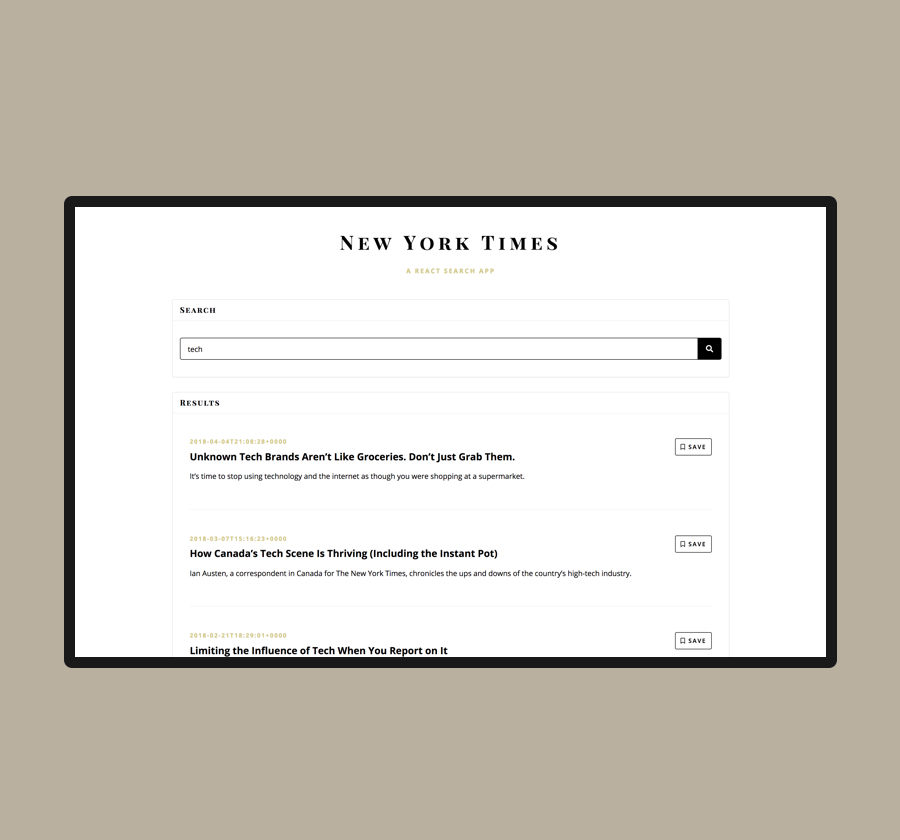 New York Times
A REACT SEARCH APP
Search
tech
Results
2018-04-04T21:08:28+0000
SAVE
Unknown Tech Brands Aren’t Like Groceries. Don’t Just Grab Them.
It’s time to stop using technology and the internet as though you were shopping at a supermarket.
2018-03-07T15:16:23+0000
SAVE
How Canada’s Tech Scene Is Thriving (Including the Instant Pot)
Ian Austen, a correspondent in Canada for The New York Times, chronicles the ups and downs of the country’s high-tech industry.
2018-02-21T18:29:01+0000
SAVE
Limiting the Influence of Tech When You Report on It